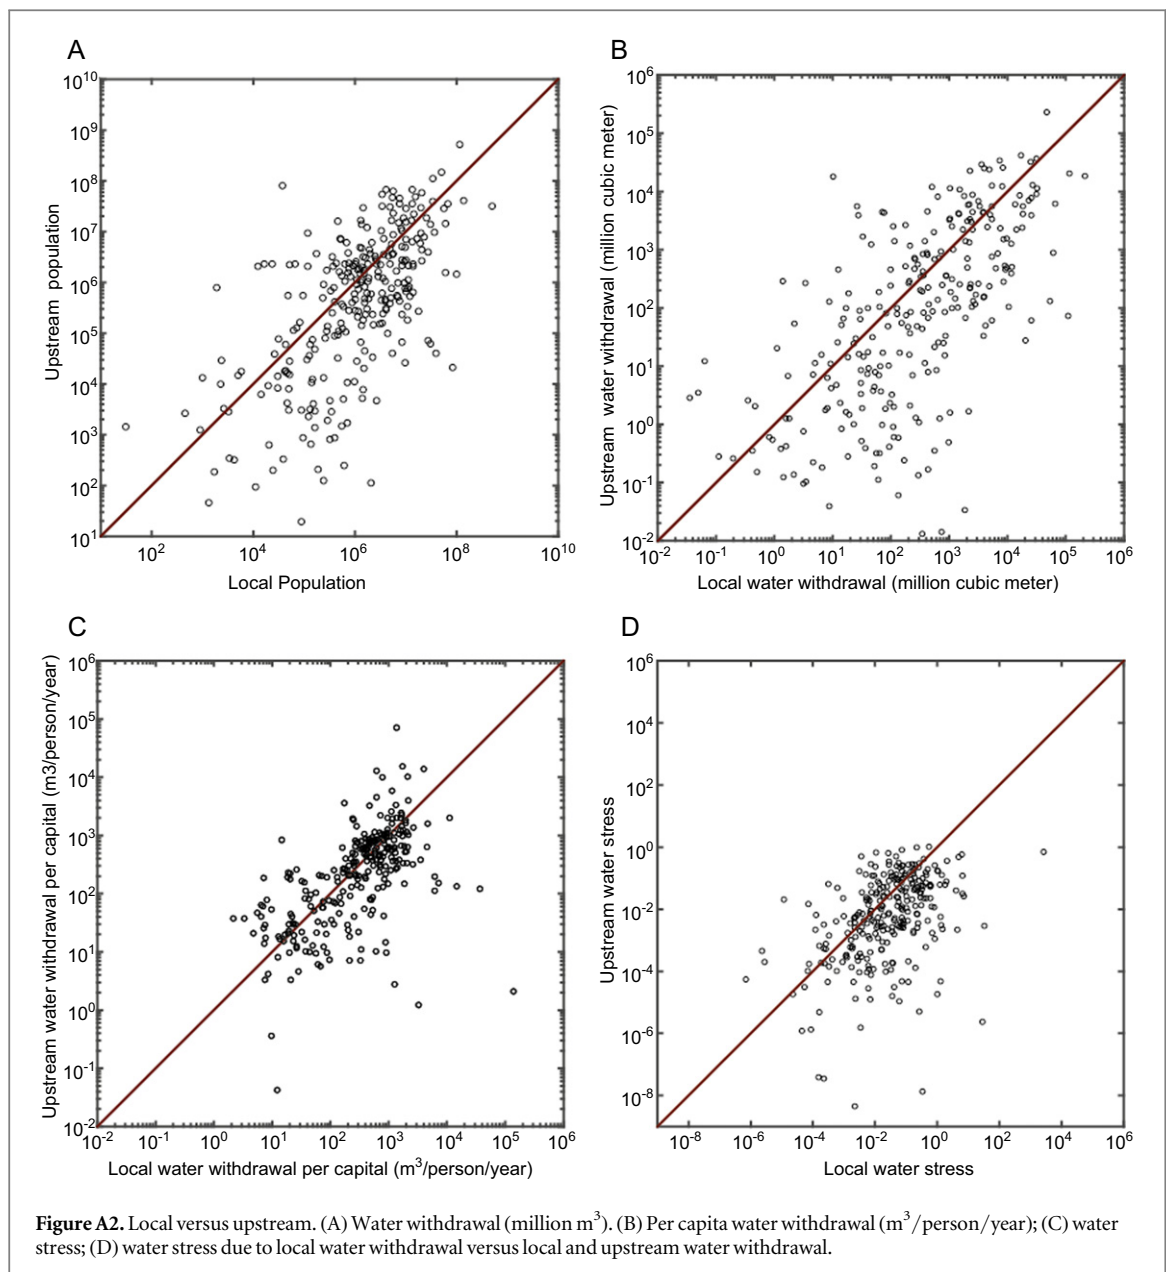 A
10^10
10^9
10^8
10^7
10^6
10^5
10^4
10^3
10^2
10^1
Upstream population
10^2 10^4 10^6 10^8 10^10
Local Population
B
10^6
10^5
10^4
10^3
10^2
10^1
10^0
10^-1
10^-2
Upstream water withdrawal (million cubic meter)
10^-2 10^-1 10^0 10^1 10^2 10^3 10^4 10^5 10^6
Local water withdrawal (million cubic meter)
C
10^6
10^5
10^4
10^3
10^2
10^1
10^0
10^-1
10^-2
Upstream water withdrawal per capital (m3/person/year)
10^-2 10^-1 10^0 10^1 10^2 10^3 10^4 10^5 10^6
Local water withdrawal per capital (m^3/person/year)
D
10^6
10^4
10^2
10^0
10^-2
10^-4
10^-6
10^-8
Upstream water stress
10^-8 10^-6 10^-4 10^-2 10^0 10^2 10^4 10^6
Local water stress
Figure A2. Local versus upstream. (A) Water withdrawal (million m^3). (B) Per capita water withdrawal (m^3/person/year); (C) water
stress; (D) water stress due to local water withdrawal versus local and upstream water withdrawal.